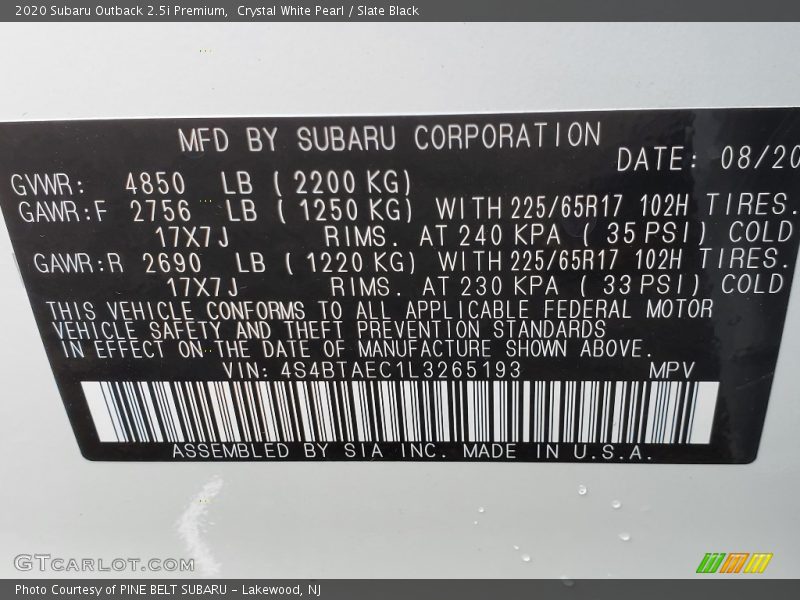 2020 Subaru Outback 2.5i Premium,  Crystal White Pearl / Slate Black
MFD BY SUBARU CORPORATION
DATE: 08/20
GVWR: 4850 LB ( 2200 KG)
GAWR:F 2756 LB ( 1250 KG) WITH 225/65R17 102H TIRES.
17X7J RIMS. AT 240 KPA ( 35 PSI) COLD
GAWR:R 2690 LB ( 1220 KG) WITH 225/65R17 102H TIRES.
17X7J RIMS. AT 230 KPA ( 33 PSI) COLD
THIS VEHICLE CONFORMS TO ALL APPLICABLE FEDERAL MOTOR
VEHICLE SAFETY AND THEFT PREVENTION STANDARDS
IN EFFECT ON THE DATE OF MANUFACTURE SHOWN ABOVE.
VIN: 4S4BTAEC1L3265193 MPV
ASSEMBLED BY SIA INC. MADE IN U.S.A.
GTCARLOT.COM
Photo Courtesy of PINE BELT SUBARU - Lakewood, NJ